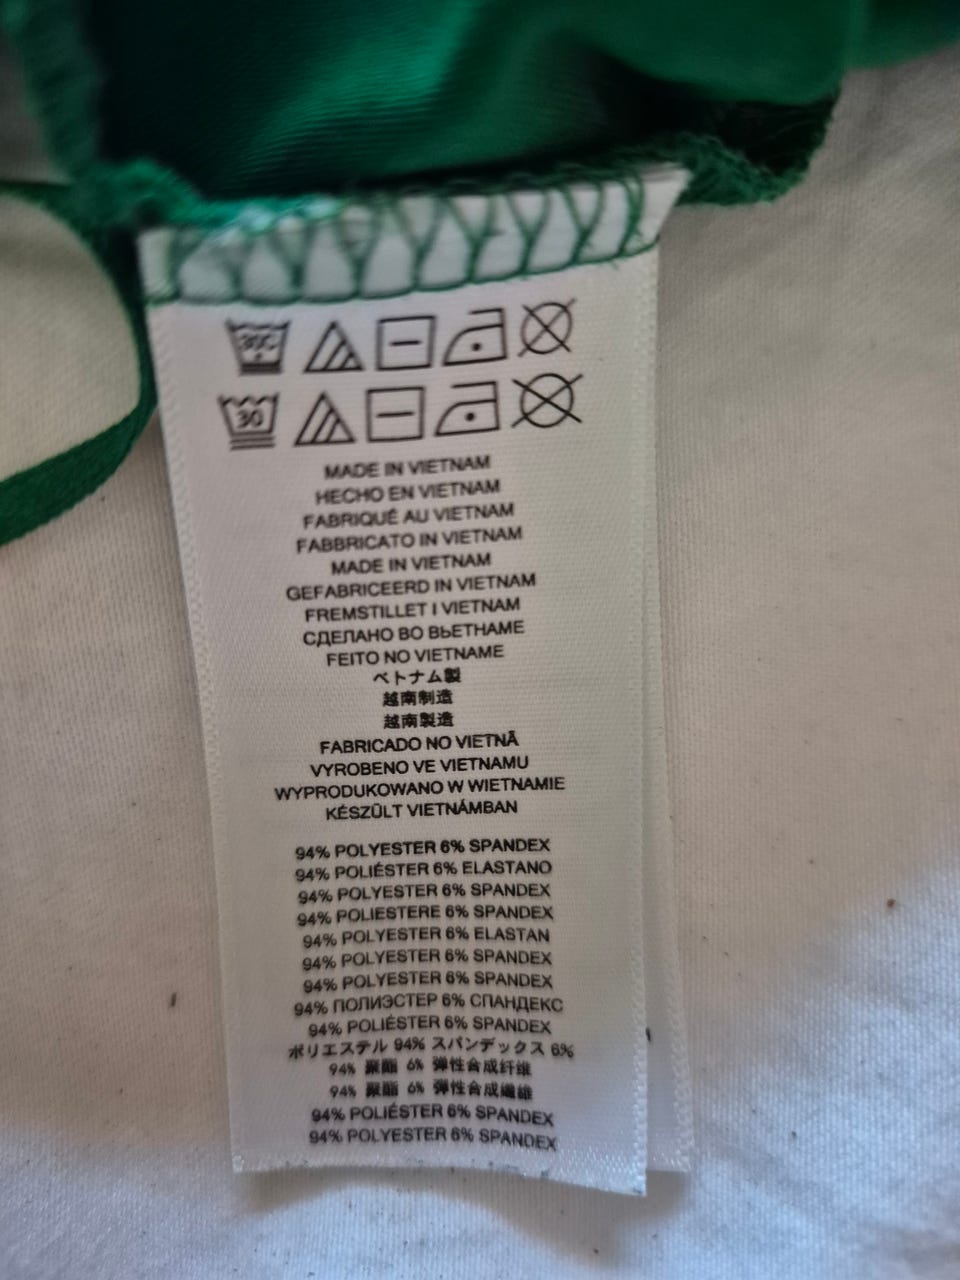 30C
30
MADE IN VIETNAM
HECHO EN VIETNAM
FABRIQUÉ AU VIETNAM
FABBRICATO IN VIETNAM
MADE IN VIETNAM
GEFABRICEERD IN VIETNAM
FREMSTILLET I VIETNAM
СДЕЛАНО ВО ВЬЕТНАМЕ
FEITO NO VIETNAME
ベトナム製
越南制造
越南製造
FABRICADO NO VIETNÃ
VYROBENO VE VIETNAMU
WYPRODUKOWANO W WIETNAMIE
KÉSZÜLT VIETNÁMBAN
94% POLYESTER 6% SPANDEX
94% POLIÉSTER 6% ELASTANO
94% POLYESTER 6% SPANDEX
94% POLIESTERE 6% SPANDEX
94% POLYESTER 6% ELASTAN
94% POLYESTER 6% SPANDEX
94% POLYESTER 6% SPANDEX
94% ПОЛИЭСТЕР 6% СПАНДЕКС
94% POLIÉSTER 6% SPANDEX
ポリエステル 94% スパンデックス 6%
94% 聚酯 6% 弹性合成纤维
94% 聚酯 6% 彈性合成纖維
94% POLIÉSTER 6% SPANDEX
94% POLYESTER 6% SPANDEX